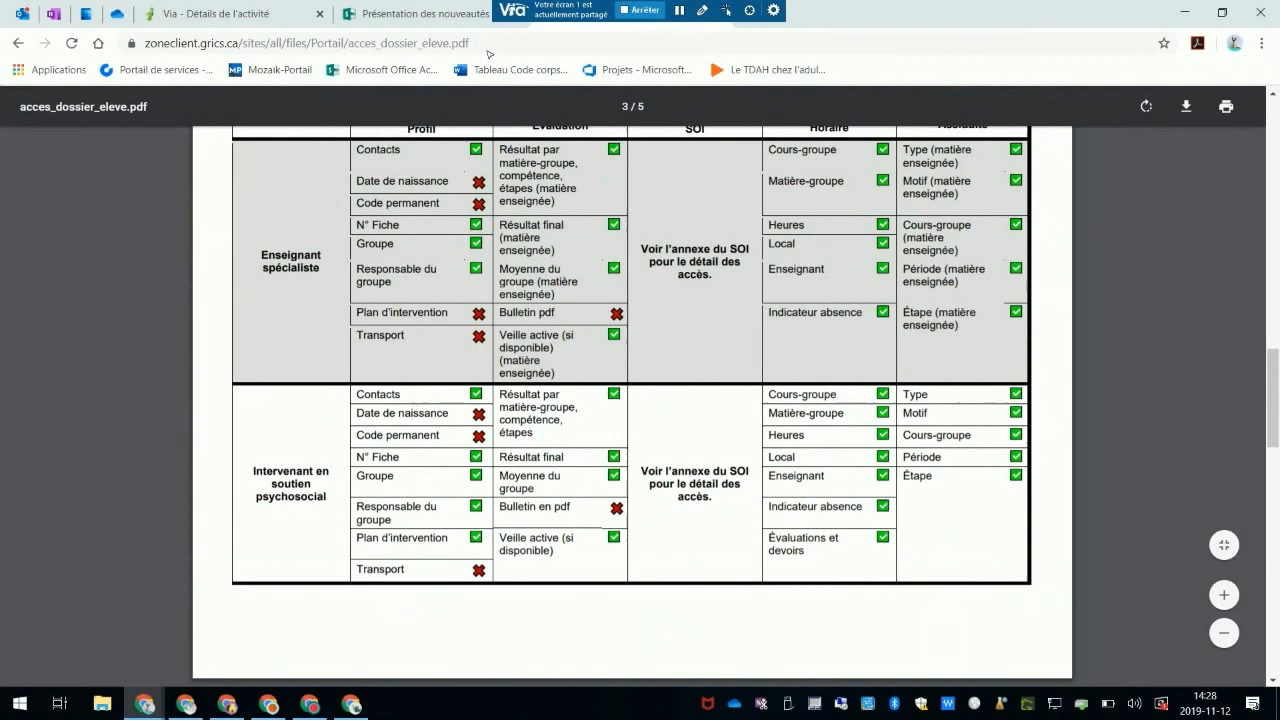 Via - Détails de l'activité
Présentation des nouveautés
Via
Votre écran 1 est
actuellement partagé
Arrêter
zoneclient.grics.ca/sites/all/files/Portail/acces_dossier_eleve.pdf
Applications
Portail de services -...
MP
Mozaïk-Portail
Microsoft Office Ac...
Tableau Code corps...
Projets - Microsoft...
Le TDAH chez l'adul...
acces_dossier_eleve.pdf
3 / 5
Profil
Évaluation
SOI
Horaire
Assiduité
Enseignant
spécialiste
Contacts
Date de naissance
Code permanent
N° Fiche
Groupe
Responsable du
groupe
Plan d'intervention
Transport
Résultat par
matière-groupe,
compétence,
étapes (matière
enseignée)
Résultat final
(matière
enseignée)
Moyenne du
groupe (matière
enseignée)
Bulletin pdf
Veille active (si
disponible)
(matière
enseignée)
Voir l'annexe du SOI
pour le détail des
accès.
Cours-groupe
Matière-groupe
Heures
Local
Enseignant
Indicateur absence
Type (matière
enseignée)
Motif (matière
enseignée)
Cours-groupe
(matière
enseignée)
Période (matière
enseignée)
Étape (matière
enseignée)
Intervenant en
soutien
psychosocial
Contacts
Date de naissance
Code permanent
N° Fiche
Groupe
Responsable du
groupe
Plan d'intervention
Transport
Résultat par
matière-groupe,
compétence,
étapes
Résultat final
Moyenne du
groupe
Bulletin en pdf
Veille active (si
disponible)
Voir l'annexe du SOI
pour le détail des
accès.
Cours-groupe
Matière-groupe
Heures
Local
Enseignant
Indicateur absence
Évaluations et
devoirs
Type
Motif
Cours-groupe
Période
Étape
14:28
2019-11-12